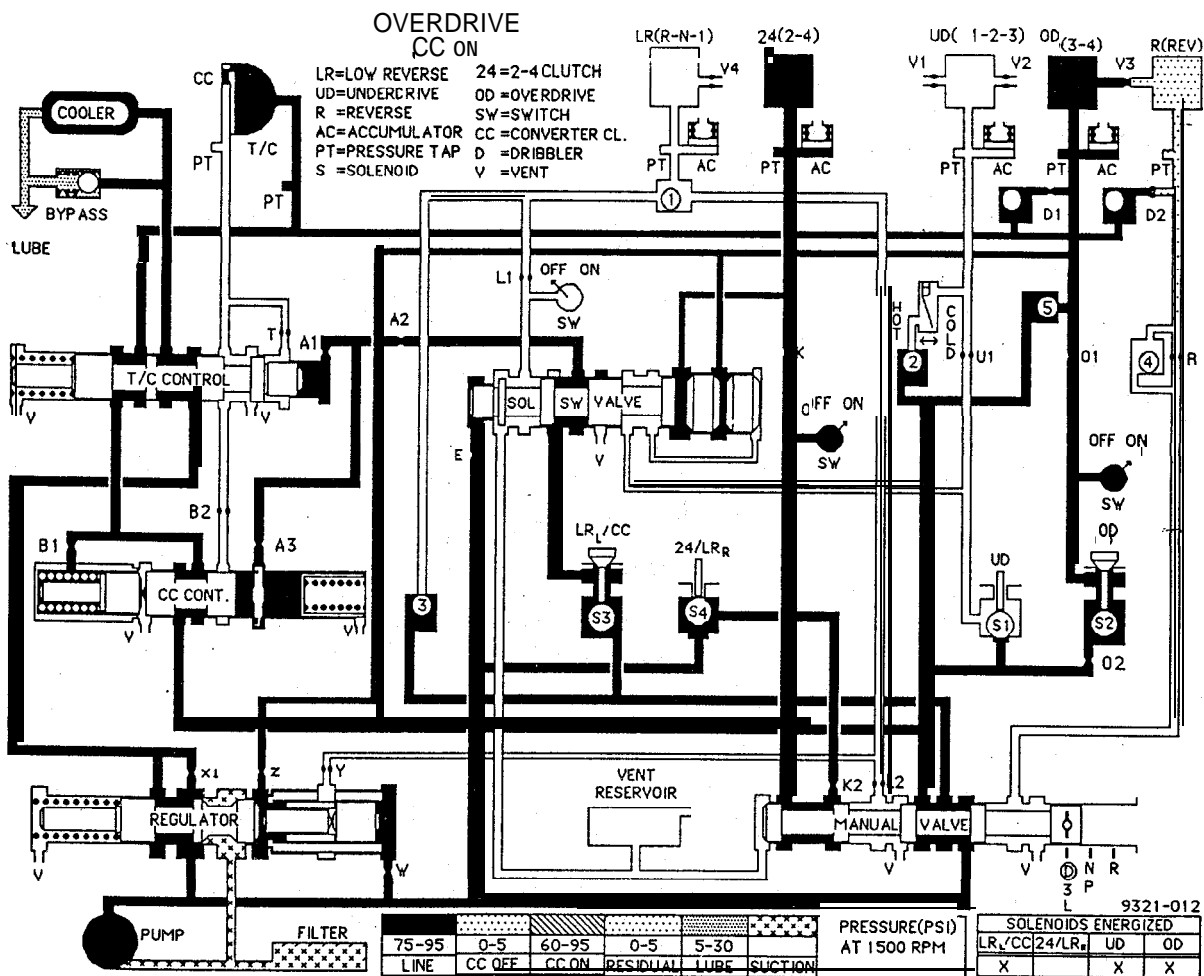 OVERDRIVE
CC ON
LR=LOW REVERSE 24=2-4 CLUTCH
UD=UNDERDRIVE OD=OVERDRIVE
R =REVERSE SW=SWITCH
AC=ACCUMULATOR CC=CONVERTER CL.
PT=PRESSURE TAP D =DRIBBLER
S =SOLENOID V =VENT
LR(R-N-1)
24(2-4)
UD( 1-2-3) OD
(3-4)
R(REV)
V4
V1
V2
V3
CC
COOLER
T/C
PT
PT
BYPASS
LUBE
PT AC
PT AC
PT AC
PT AC
PT
1
D1
D2
L1
OFF ON
SW
HOT
COLD
2
U1
5
O1
4
R
T
A1
A2
K
T/C CONTROL
V
V
SOL SW VALVE
V
E
OFF ON
SW
OFF ON
SW
B2
B1
A3
CC CONT.
V
V
LRL/CC
24/LRR
UD
OD
3
S3
S4
S1
S2
O2
X1
Z
Y
REGULATOR
V
W
VENT
RESERVOIR
K2
L2
MANUAL VALVE
V
V
D
3
L
N
P
R
PUMP
FILTER
9321-012
75-95 0-5 60-95 0-5 5-30
LINE CC OFF CC ON RESIDUAL LUBE SUCTION
PRESSURE(PSI)
AT 1500 RPM
SOLENOIDS ENERGIZED
LRL/CC 24/LRR UD OD
X X X